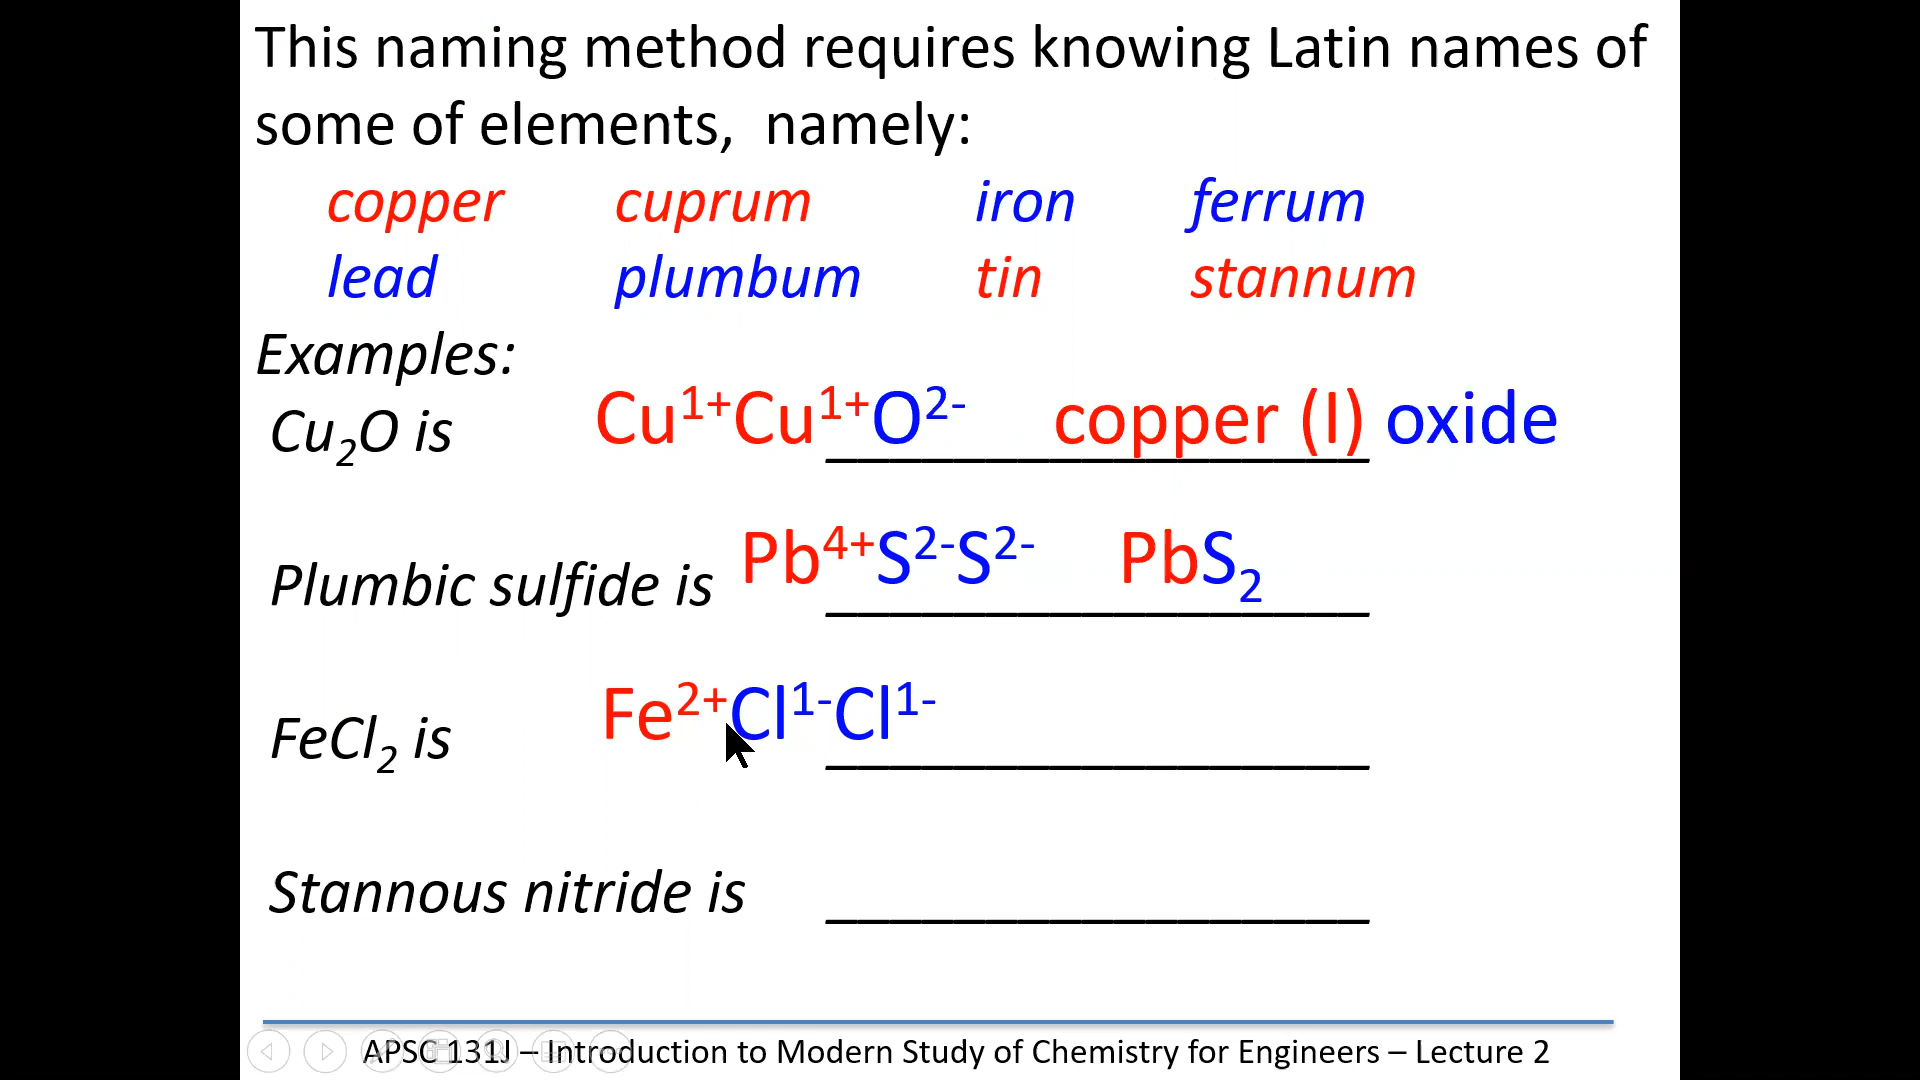 This naming method requires knowing Latin names of
some of elements,  namely:
copper cuprum iron ferrum
lead plumbum tin stannum
Examples:
Cu₂O is Cu¹⁺Cu¹⁺O²⁻ copper (I) oxide
Plumbic sulfide is Pb⁴⁺S²⁻S²⁻ PbS₂
FeCl₂ is Fe²⁺Cl¹⁻Cl¹⁻
Stannous nitride is
APSC 131J – Introduction to Modern Study of Chemistry for Engineers – Lecture 2